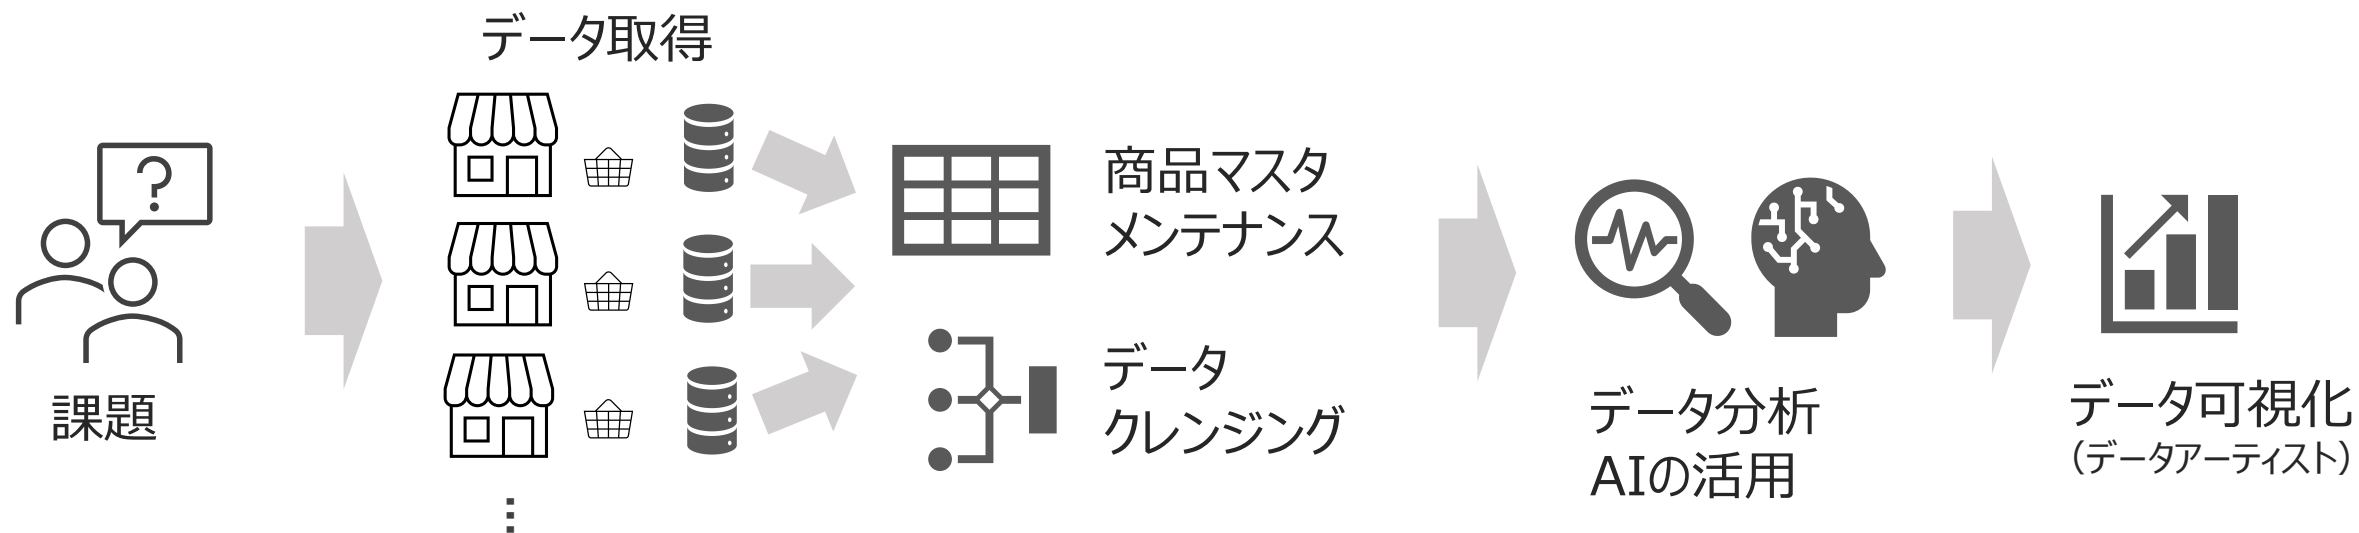 課題
データ取得
商品マスタ
メンテナンス
データ
クレンジング
データ分析
AIの活用
データ可視化
（データアーティスト）
?